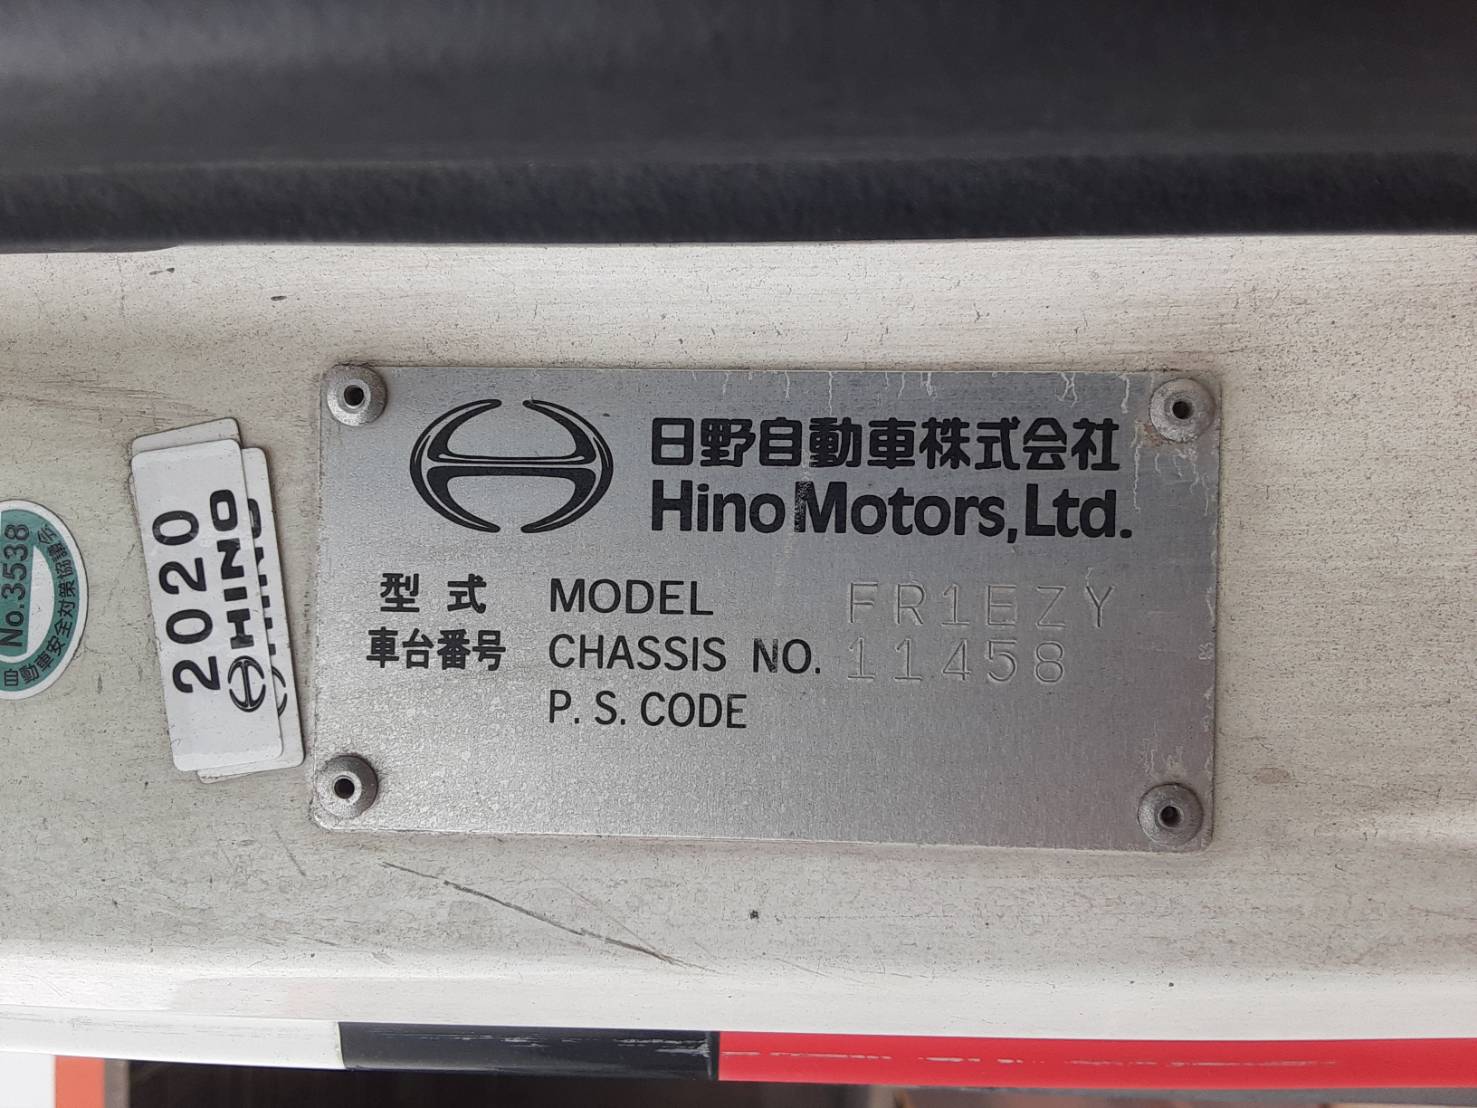 日野自動車株式会社
Hino Motors, Ltd.
型式 MODEL FR1EZY
車台番号 CHASSIS NO. 11458
P. S. CODE
2020
HINO
No.3538
自動車安全対策協議会